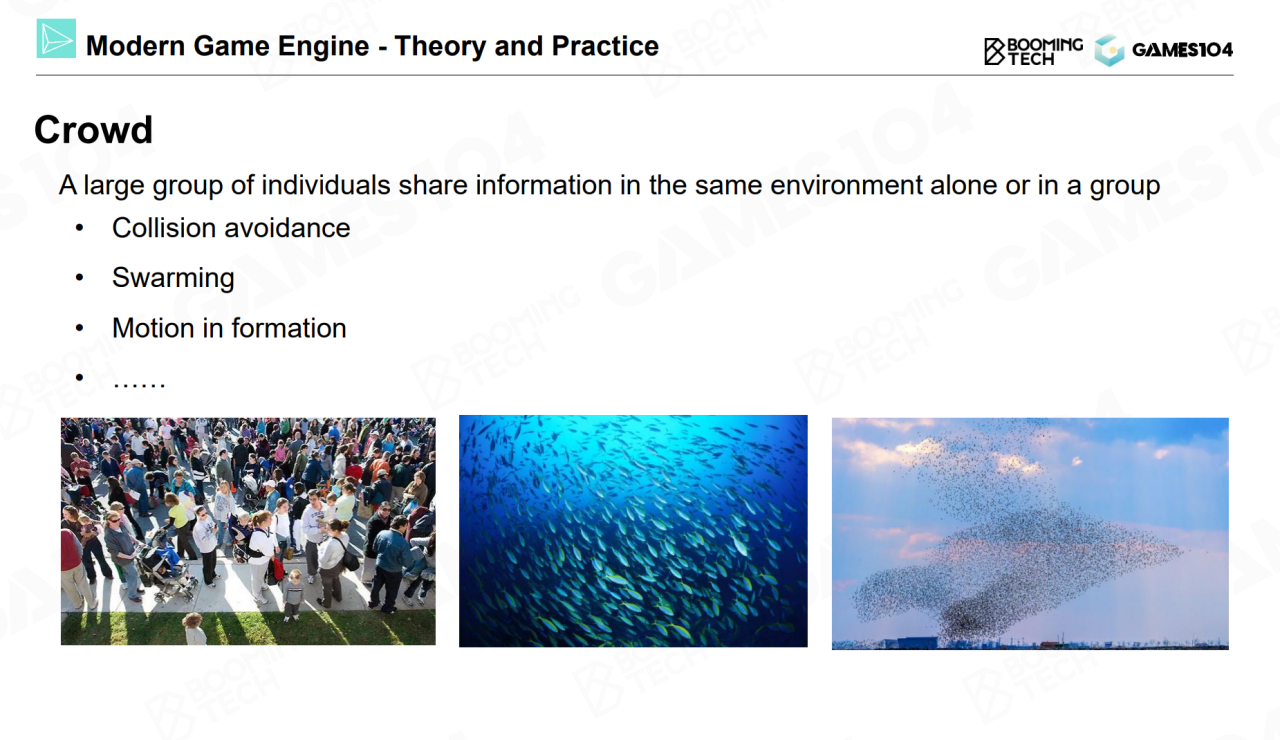 Modern Game Engine - Theory and Practice
BOOMING
TECH
GAMES104
Crowd
A large group of individuals share information in the same environment alone or in a group
• Collision avoidance
• Swarming
• Motion in formation
• ……